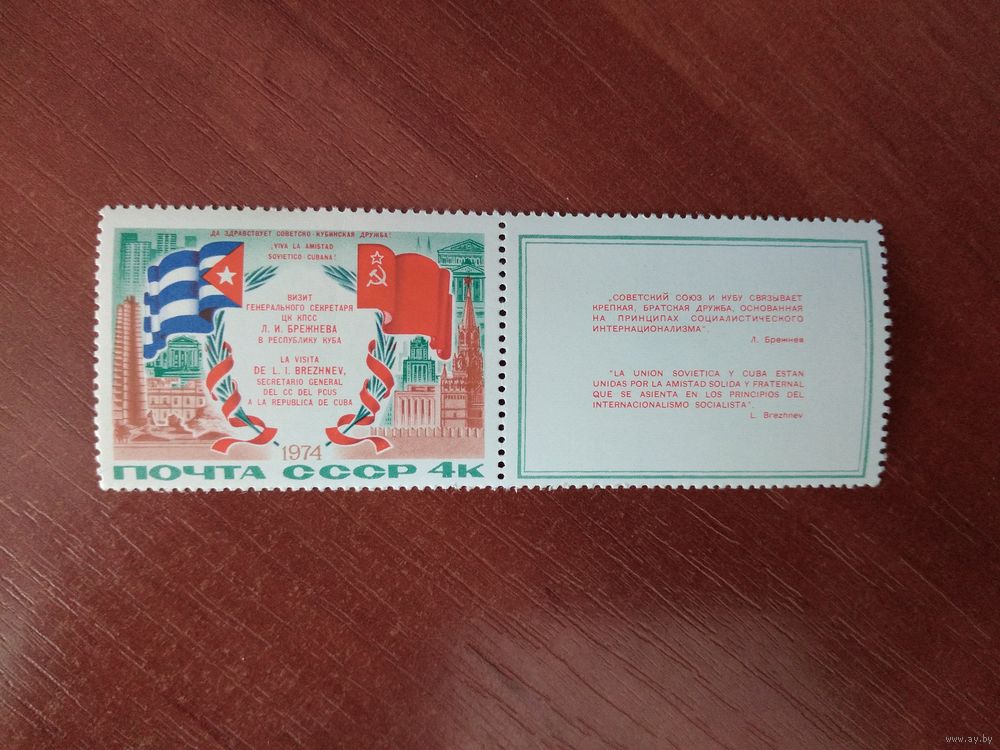 ДА ЗДРАВСТВУЕТ СОВЕТСКО-КУБИНСКАЯ ДРУЖБА!
¡VIVA LA AMISTAD
SOVIETICO-CUBANA!
ВИЗИТ
ГЕНЕРАЛЬНОГО СЕКРЕТАРЯ
ЦК КПСС
Л. И. БРЕЖНЕВА
В РЕСПУБЛИКУ КУБА
LA VISITA
DE L. I. BREZHNEV,
SECRETARIO GENERAL
DEL CC DEL PCUS
A LA REPUBLICA DE CUBA
1974
ПОЧТА СССР 4К
„СОВЕТСКИЙ СОЮЗ И КУБУ СВЯЗЫВАЕТ
КРЕПКАЯ, БРАТСКАЯ ДРУЖБА, ОСНОВАННАЯ
НА ПРИНЦИПАХ СОЦИАЛИСТИЧЕСКОГО
ИНТЕРНАЦИОНАЛИЗМА".
Л. Брежнев
"LA UNION SOVIETICA Y CUBA ESTAN
UNIDAS POR LA AMISTAD SOLIDA Y FRATERNAL
QUE SE ASIENTA EN LOS PRINCIPIOS DEL
INTERNACIONALISMO SOCIALISTA".
L. Brezhnev
www.ay.by